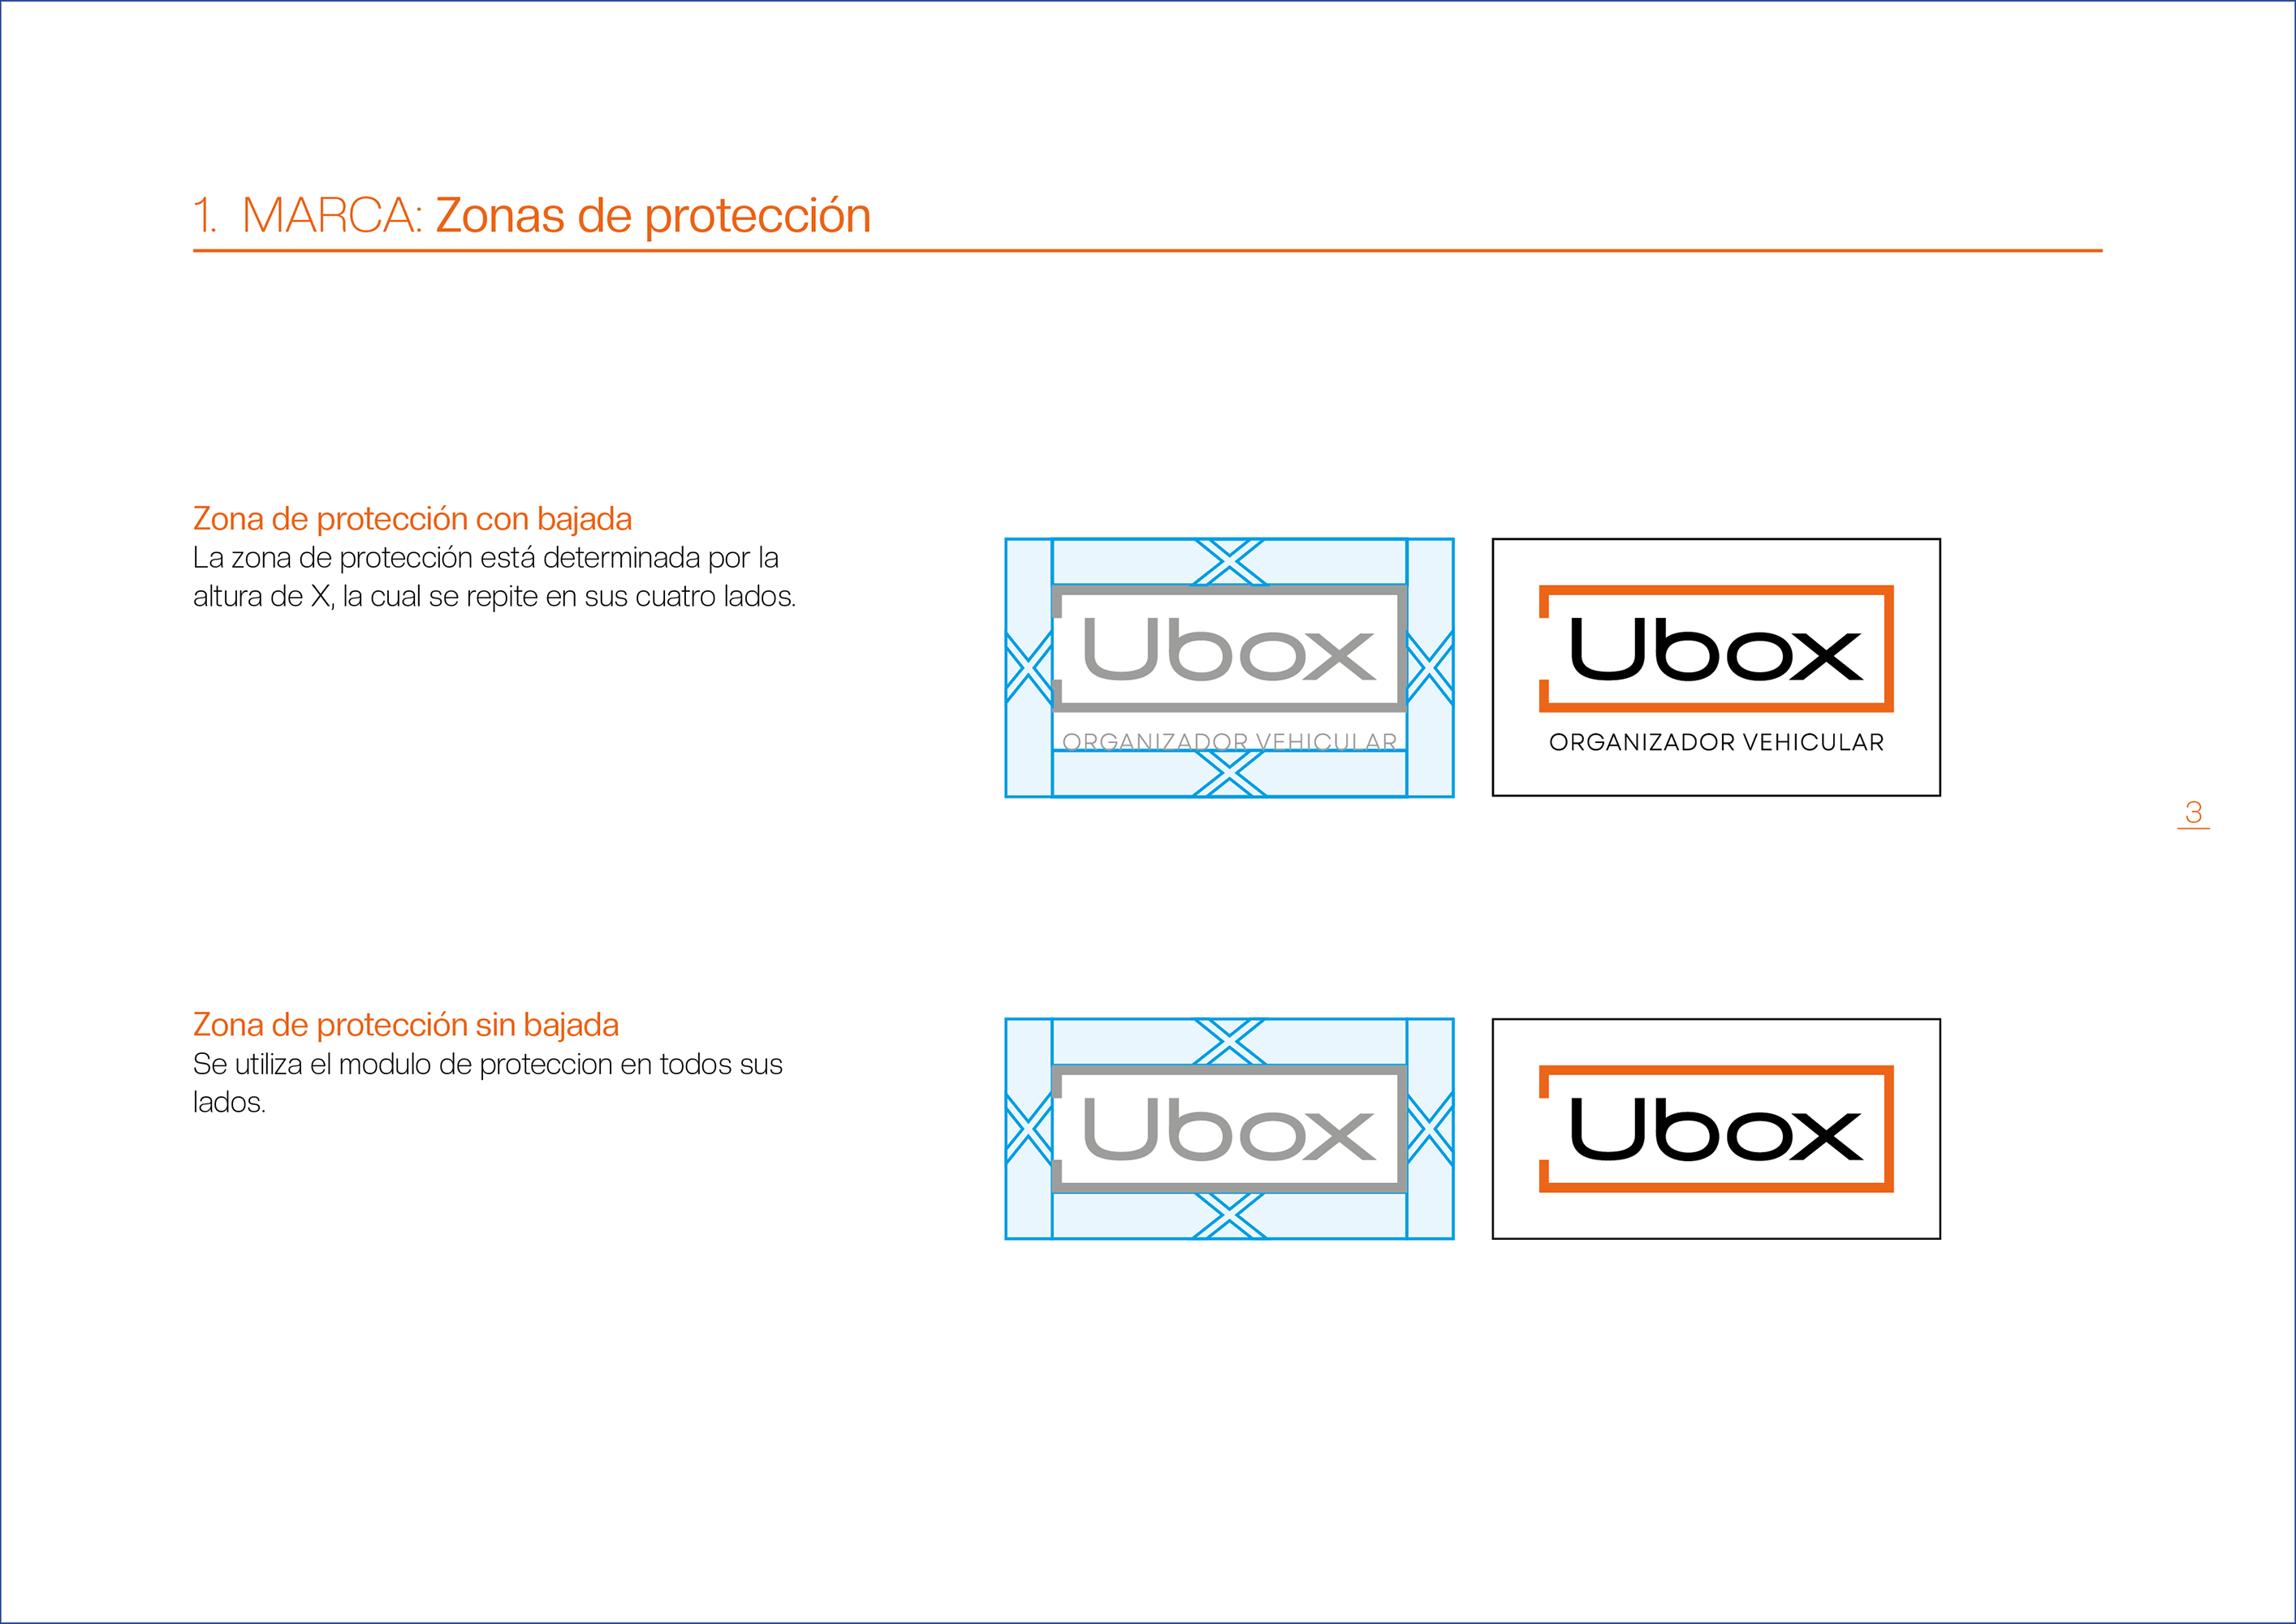 1. MARCA: Zonas de protección
Zona de protección con bajada
La zona de protección está determinada por la
altura de X, la cual se repite en sus cuatro lados.
Ubox
ORGANIZADOR VEHICULAR
Ubox
ORGANIZADOR VEHICULAR
3
Zona de protección sin bajada
Se utiliza el modulo de proteccion en todos sus
lados.
Ubox
Ubox